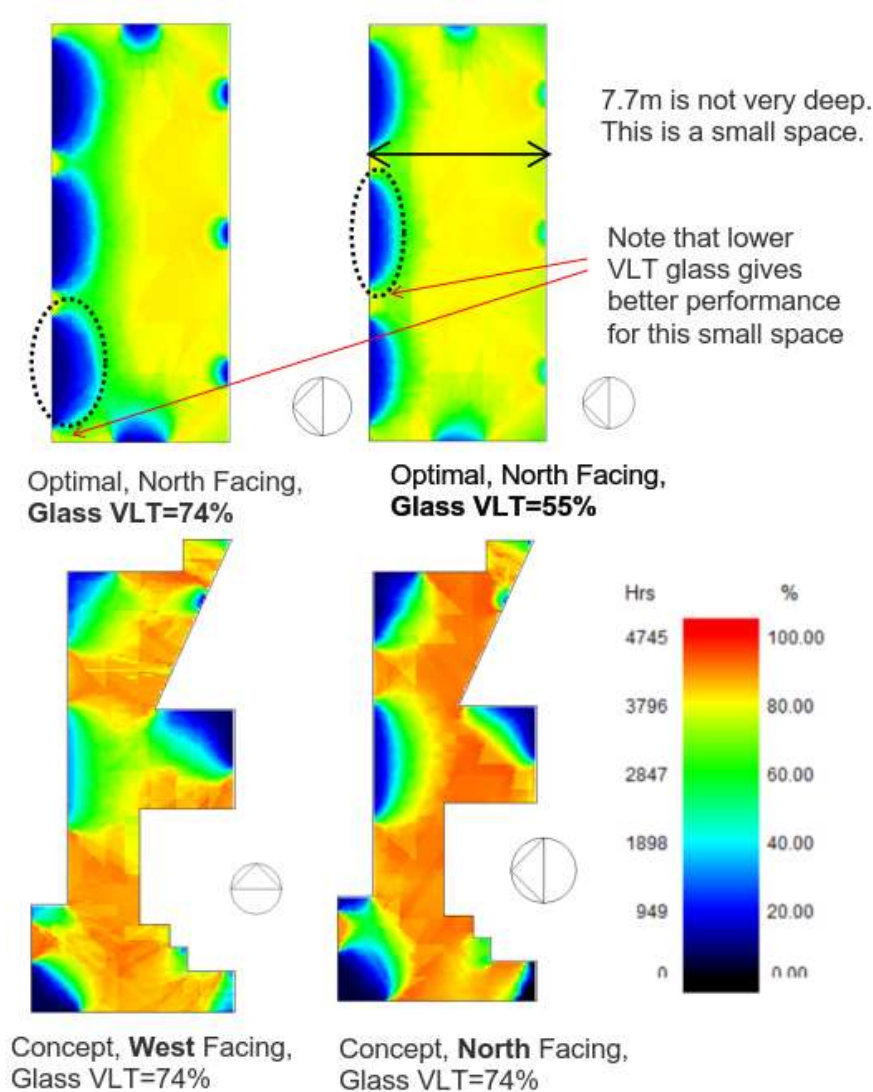 7.7m is not very deep.
This is a small space.
Note that lower
VLT glass gives
better performance
for this small space
Optimal, North Facing,
Glass VLT=74%
Optimal, North Facing,
Glass VLT=55%
Hrs %
4745 100.00
3796 80.00
2847 60.00
1898 40.00
949 20.00
0 0.00
Concept, West Facing,
Glass VLT=74%
Concept, North Facing,
Glass VLT=74%